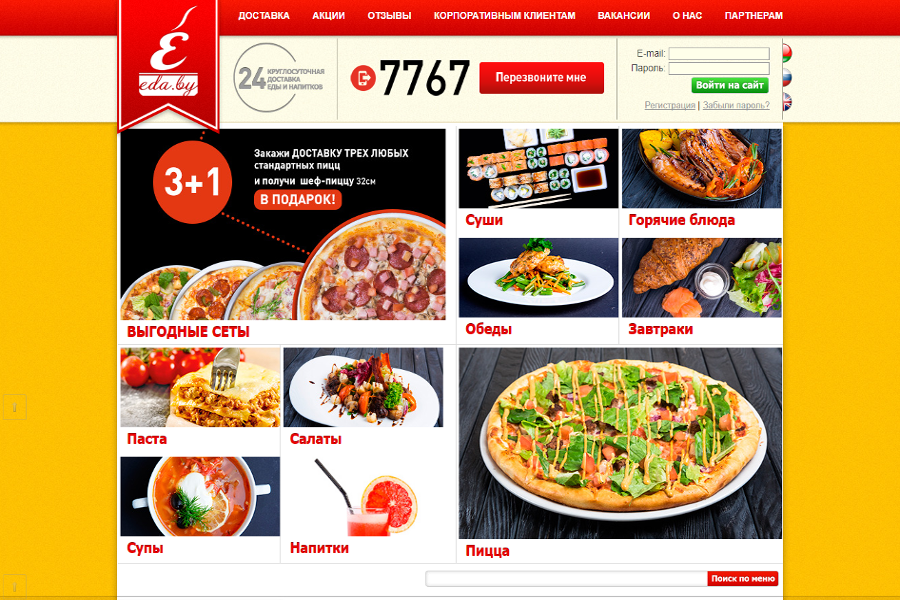 ДОСТАВКА АКЦИИ ОТЗЫВЫ КОРПОРАТИВНЫМ КЛИЕНТАМ ВАКАНСИИ О НАС ПАРТНЕРАМ
eda.by
24 КРУГЛОСУТОЧНАЯ
ДОСТАВКА
ЕДЫ И НАПИТКОВ
7767
Перезвоните мне
E-mail:
Пароль:
Войти на сайт
Регистрация | Забыли пароль?
3+1
Закажи ДОСТАВКУ ТРЕХ ЛЮБЫХ
стандартных пицц
и получи шеф-пиццу 32см
В ПОДАРОК!
ВЫГОДНЫЕ СЕТЫ
Суши
Горячие блюда
Обеды
Завтраки
Паста
Салаты
Супы
Напитки
Пицца
Поиск по меню